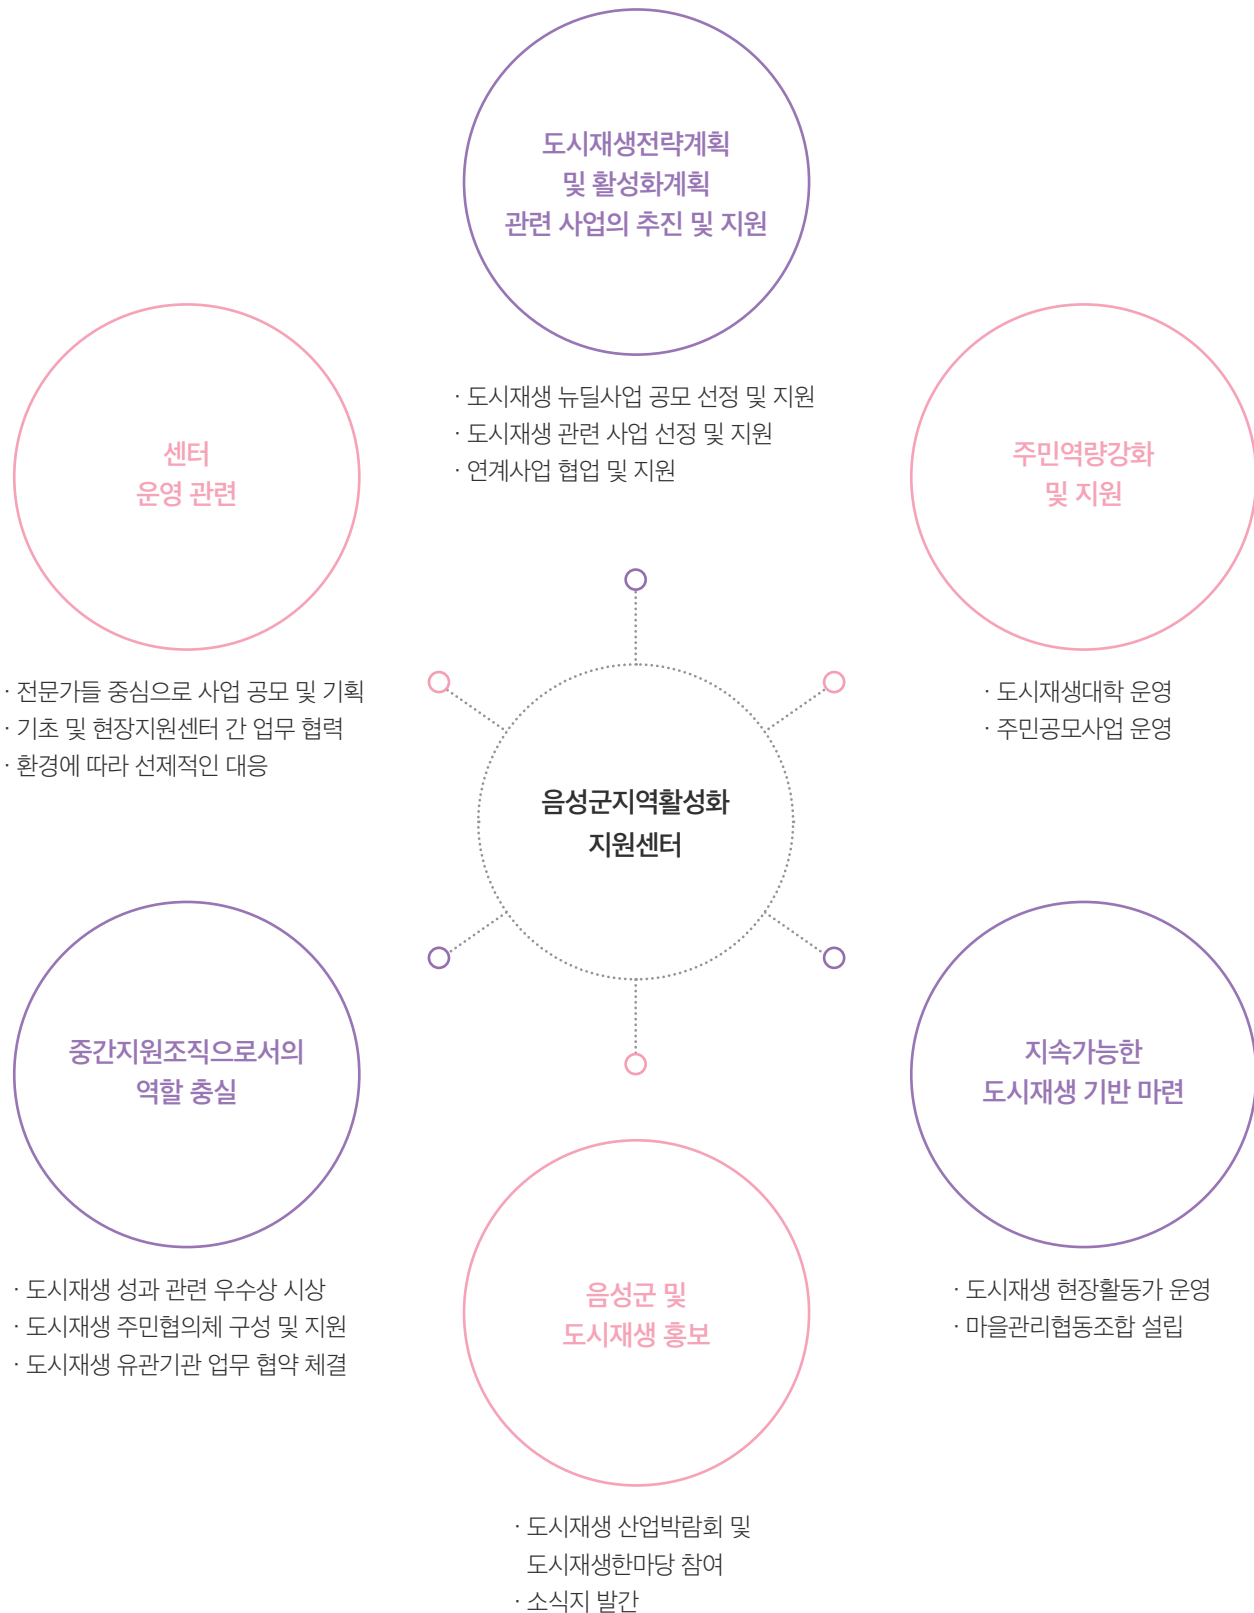 도시재생전략계획
및 활성화계획
관련 사업의 추진 및 지원
· 도시재생 뉴딜사업 공모 선정 및 지원
· 도시재생 관련 사업 선정 및 지원
· 연계사업 협업 및 지원
센터
운영 관련
· 전문가들 중심으로 사업 공모 및 기획
· 기초 및 현장지원센터 간 업무 협력
· 환경에 따라 선제적인 대응
주민역량강화
및 지원
· 도시재생대학 운영
· 주민공모사업 운영
음성군지역활성화
지원센터
중간지원조직으로서의
역할 충실
· 도시재생 성과 관련 우수상 시상
· 도시재생 주민협의체 구성 및 지원
· 도시재생 유관기관 업무 협약 체결
지속가능한
도시재생 기반 마련
· 도시재생 현장활동가 운영
· 마을관리협동조합 설립
음성군 및
도시재생 홍보
· 도시재생 산업박람회 및
도시재생한마당 참여
· 소식지 발간